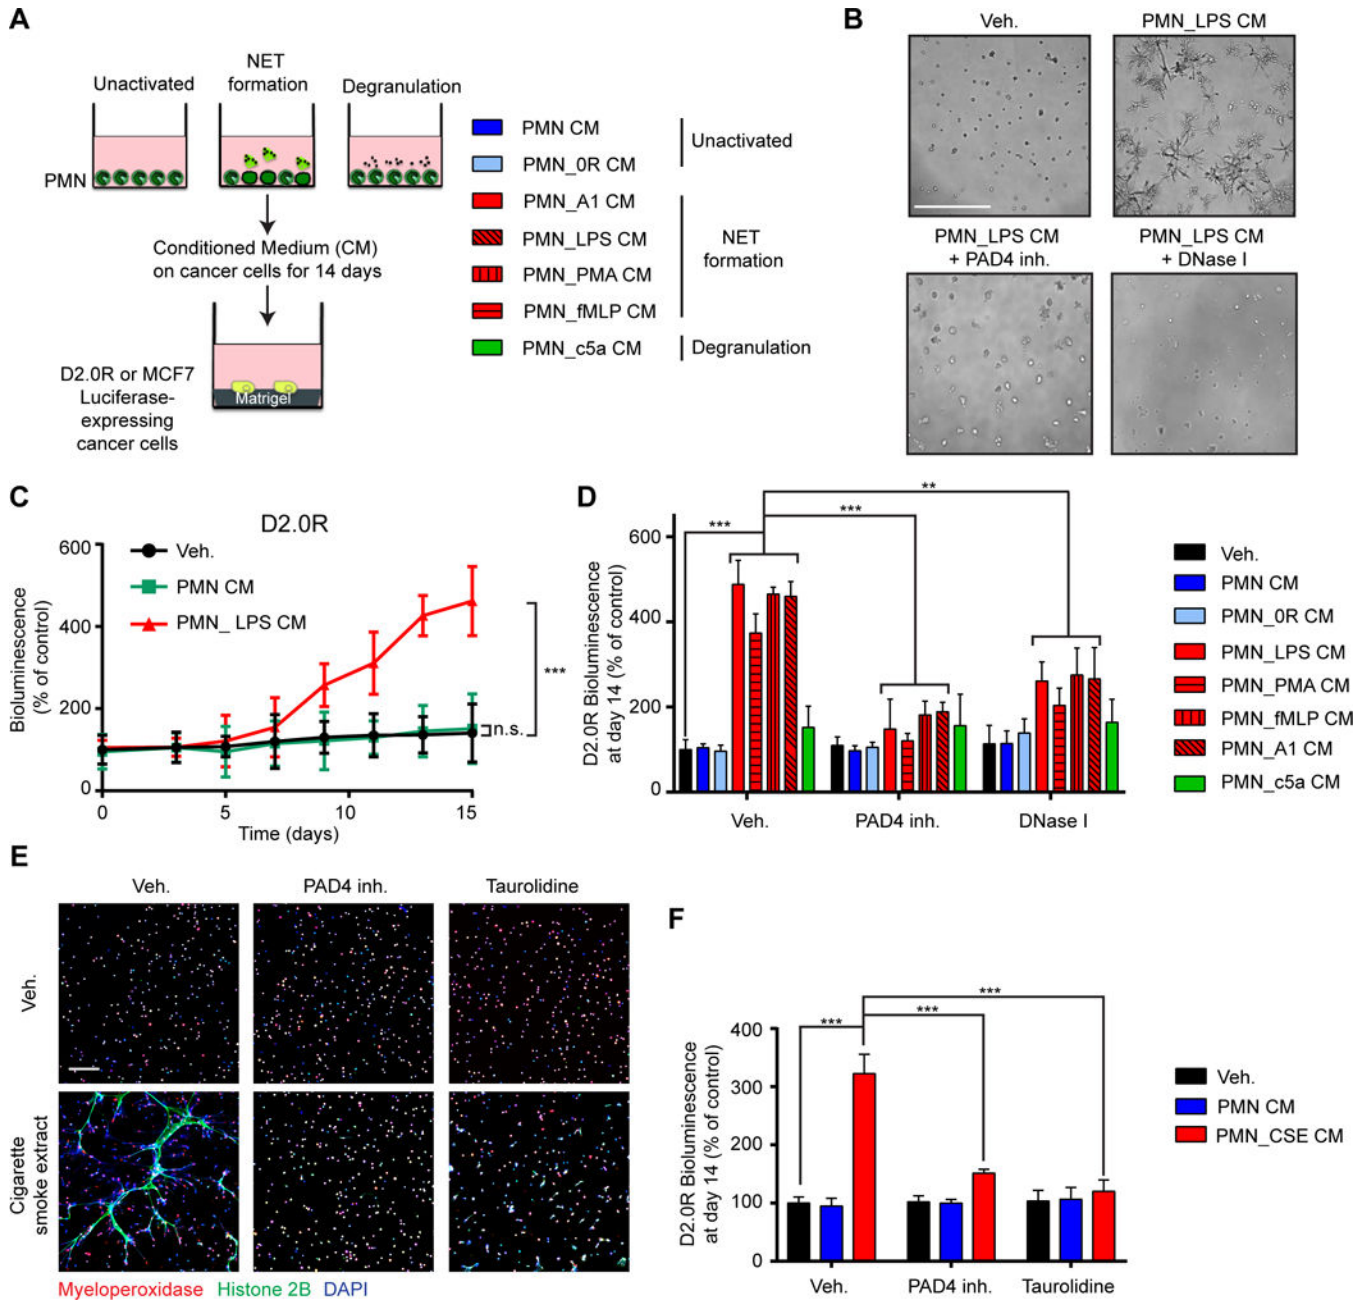 A
Unactivated
NET
formation
Degranulation
PMN
Conditioned Medium (CM)
on cancer cells for 14 days
D2.0R or MCF7
Luciferase-
expressing
cancer cells
Matrigel
PMN CM
PMN_0R CM
PMN_A1 CM
PMN_LPS CM
PMN_PMA CM
PMN_fMLP CM
PMN_c5a CM
Unactivated
NET
formation
Degranulation
B
Veh.
PMN_LPS CM
PMN_LPS CM
+ PAD4 inh.
PMN_LPS CM
+ DNase I
C
D2.0R
Veh.
PMN CM
PMN_ LPS CM
Bioluminescence
(% of control)
600
400
200
0
0
5
10
15
Time (days)
n.s.
***
D
D2.0R Bioluminescence
at day 14 (% of control)
600
400
200
0
***
***
**
Veh.
PAD4 inh.
DNase I
Veh.
PMN CM
PMN_0R CM
PMN_LPS CM
PMN_PMA CM
PMN_fMLP CM
PMN_A1 CM
PMN_c5a CM
E
Veh.
PAD4 inh.
Taurolidine
Veh.
Cigarette
smoke extract
Myeloperoxidase Histone 2B DAPI
F
D2.0R Bioluminescence
at day 14 (% of control)
400
300
200
100
0
***
***
***
Veh.
PAD4 inh.
Taurolidine
Veh.
PMN CM
PMN_CSE CM